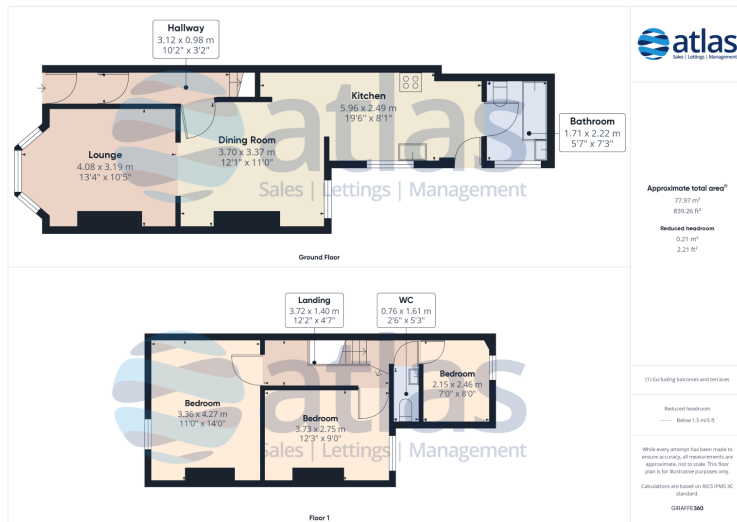 Hallway
3.12 x 0.98 m
10'2" x 3'2"
Kitchen
5.96 x 2.49 m
19'6" x 8'1"
Bathroom
1.71 x 2.22 m
5'7" x 7'3"
Lounge
4.08 x 3.19 m
13'4" x 10'5"
Dining Room
3.70 x 3.37 m
12'1" x 11'0"
atlas
Sales | Lettings | Management
Ground Floor
Landing
3.72 x 1.40 m
12'2" x 4'7"
WC
0.76 x 1.61 m
2'6" x 5'3"
Bedroom
2.15 x 2.46 m
7'0" x 8'0"
Bedroom
3.36 x 4.27 m
11'0" x 14'0"
Bedroom
3.73 x 2.75 m
12'3" x 9'0"
atlas
Sales | Lettings | Management
Floor 1
atlas
Sales | Lettings | Management
Approximate total area(1)
77.97 m²
839.26 ft²
Reduced headroom
0.21 m²
2.21 ft²
(1) Excluding balconies and terraces
Reduced headroom
Below 1.5 m/5 ft
While every attempt has been made to
ensure accuracy, all measurements are
approximate, not to scale. This floor
plan is for illustrative purposes only.
Calculations are based on RICS IPMS 3C
standard.
GIRAFFE360